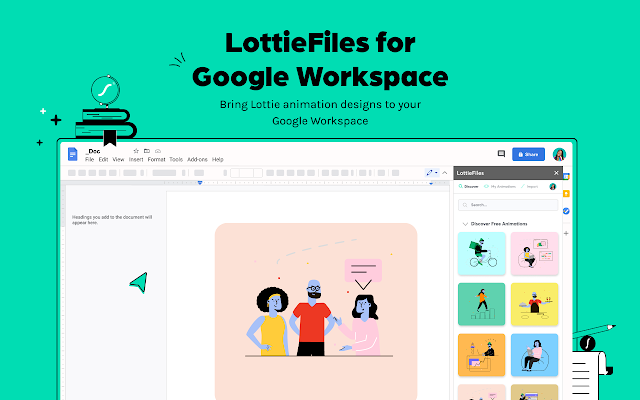 LottieFiles for
Google Workspace
Bring Lottie animation designs to your
Google Workspace
_Doc
File Edit View Insert Format Tools Add-ons Help
Share
LottieFiles
Discover My Animations Import
Search...
Headings you add to the document will
appear here.
Discover Free Animations